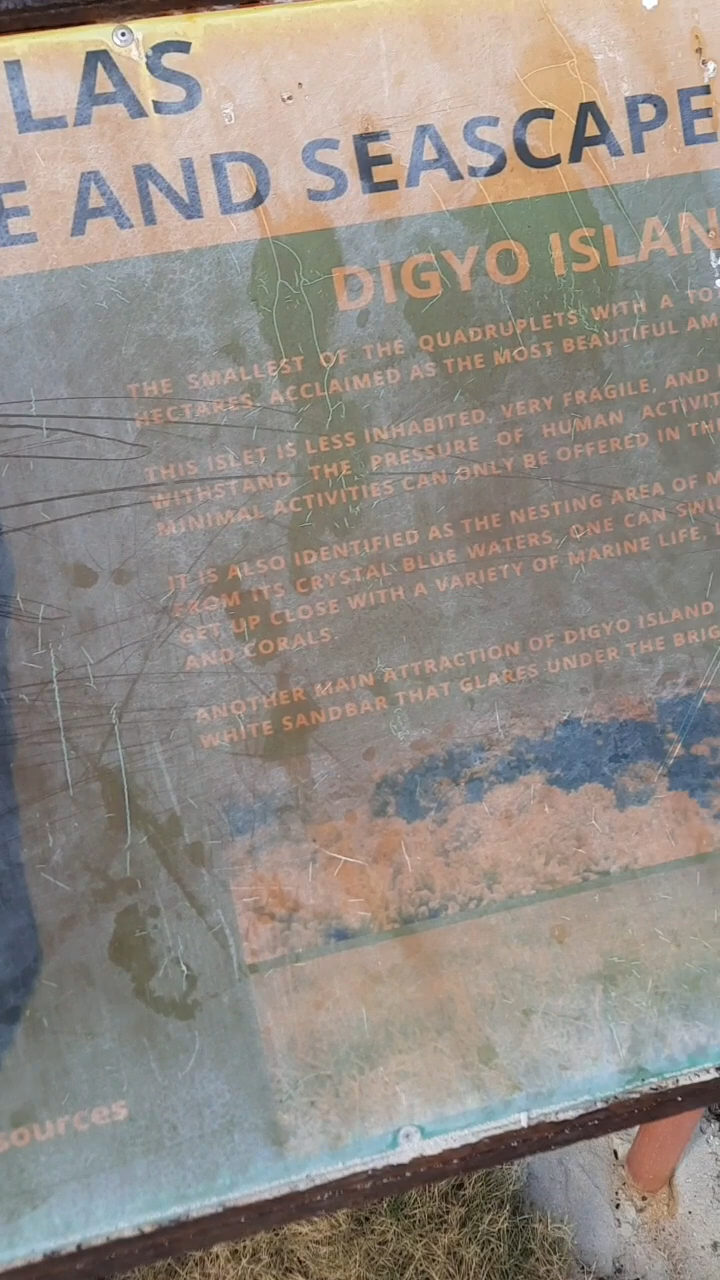 LAS
E AND SEASCAPE
DIGYO ISLAN
THE SMALLEST OF THE QUADRUPLETS WITH A TO
HECTARES, ACCLAIMED AS THE MOST BEAUTIFUL AM
THIS ISLET IS LESS INHABITED, VERY FRAGILE, AND
WITHSTAND THE PRESSURE OF HUMAN ACTIVIT
MINIMAL ACTIVITIES CAN ONLY BE OFFERED IN TH
IT IS ALSO IDENTIFIED AS THE NESTING AREA OF M
FROM ITS CRYSTAL BLUE WATERS, ONE CAN SWI
GET UP CLOSE WITH A VARIETY OF MARINE LIFE,
AND CORALS.
ANOTHER MAIN ATTRACTION OF DIGYO ISLAND
WHITE SANDBAR THAT GLARES UNDER THE BRIG
sources